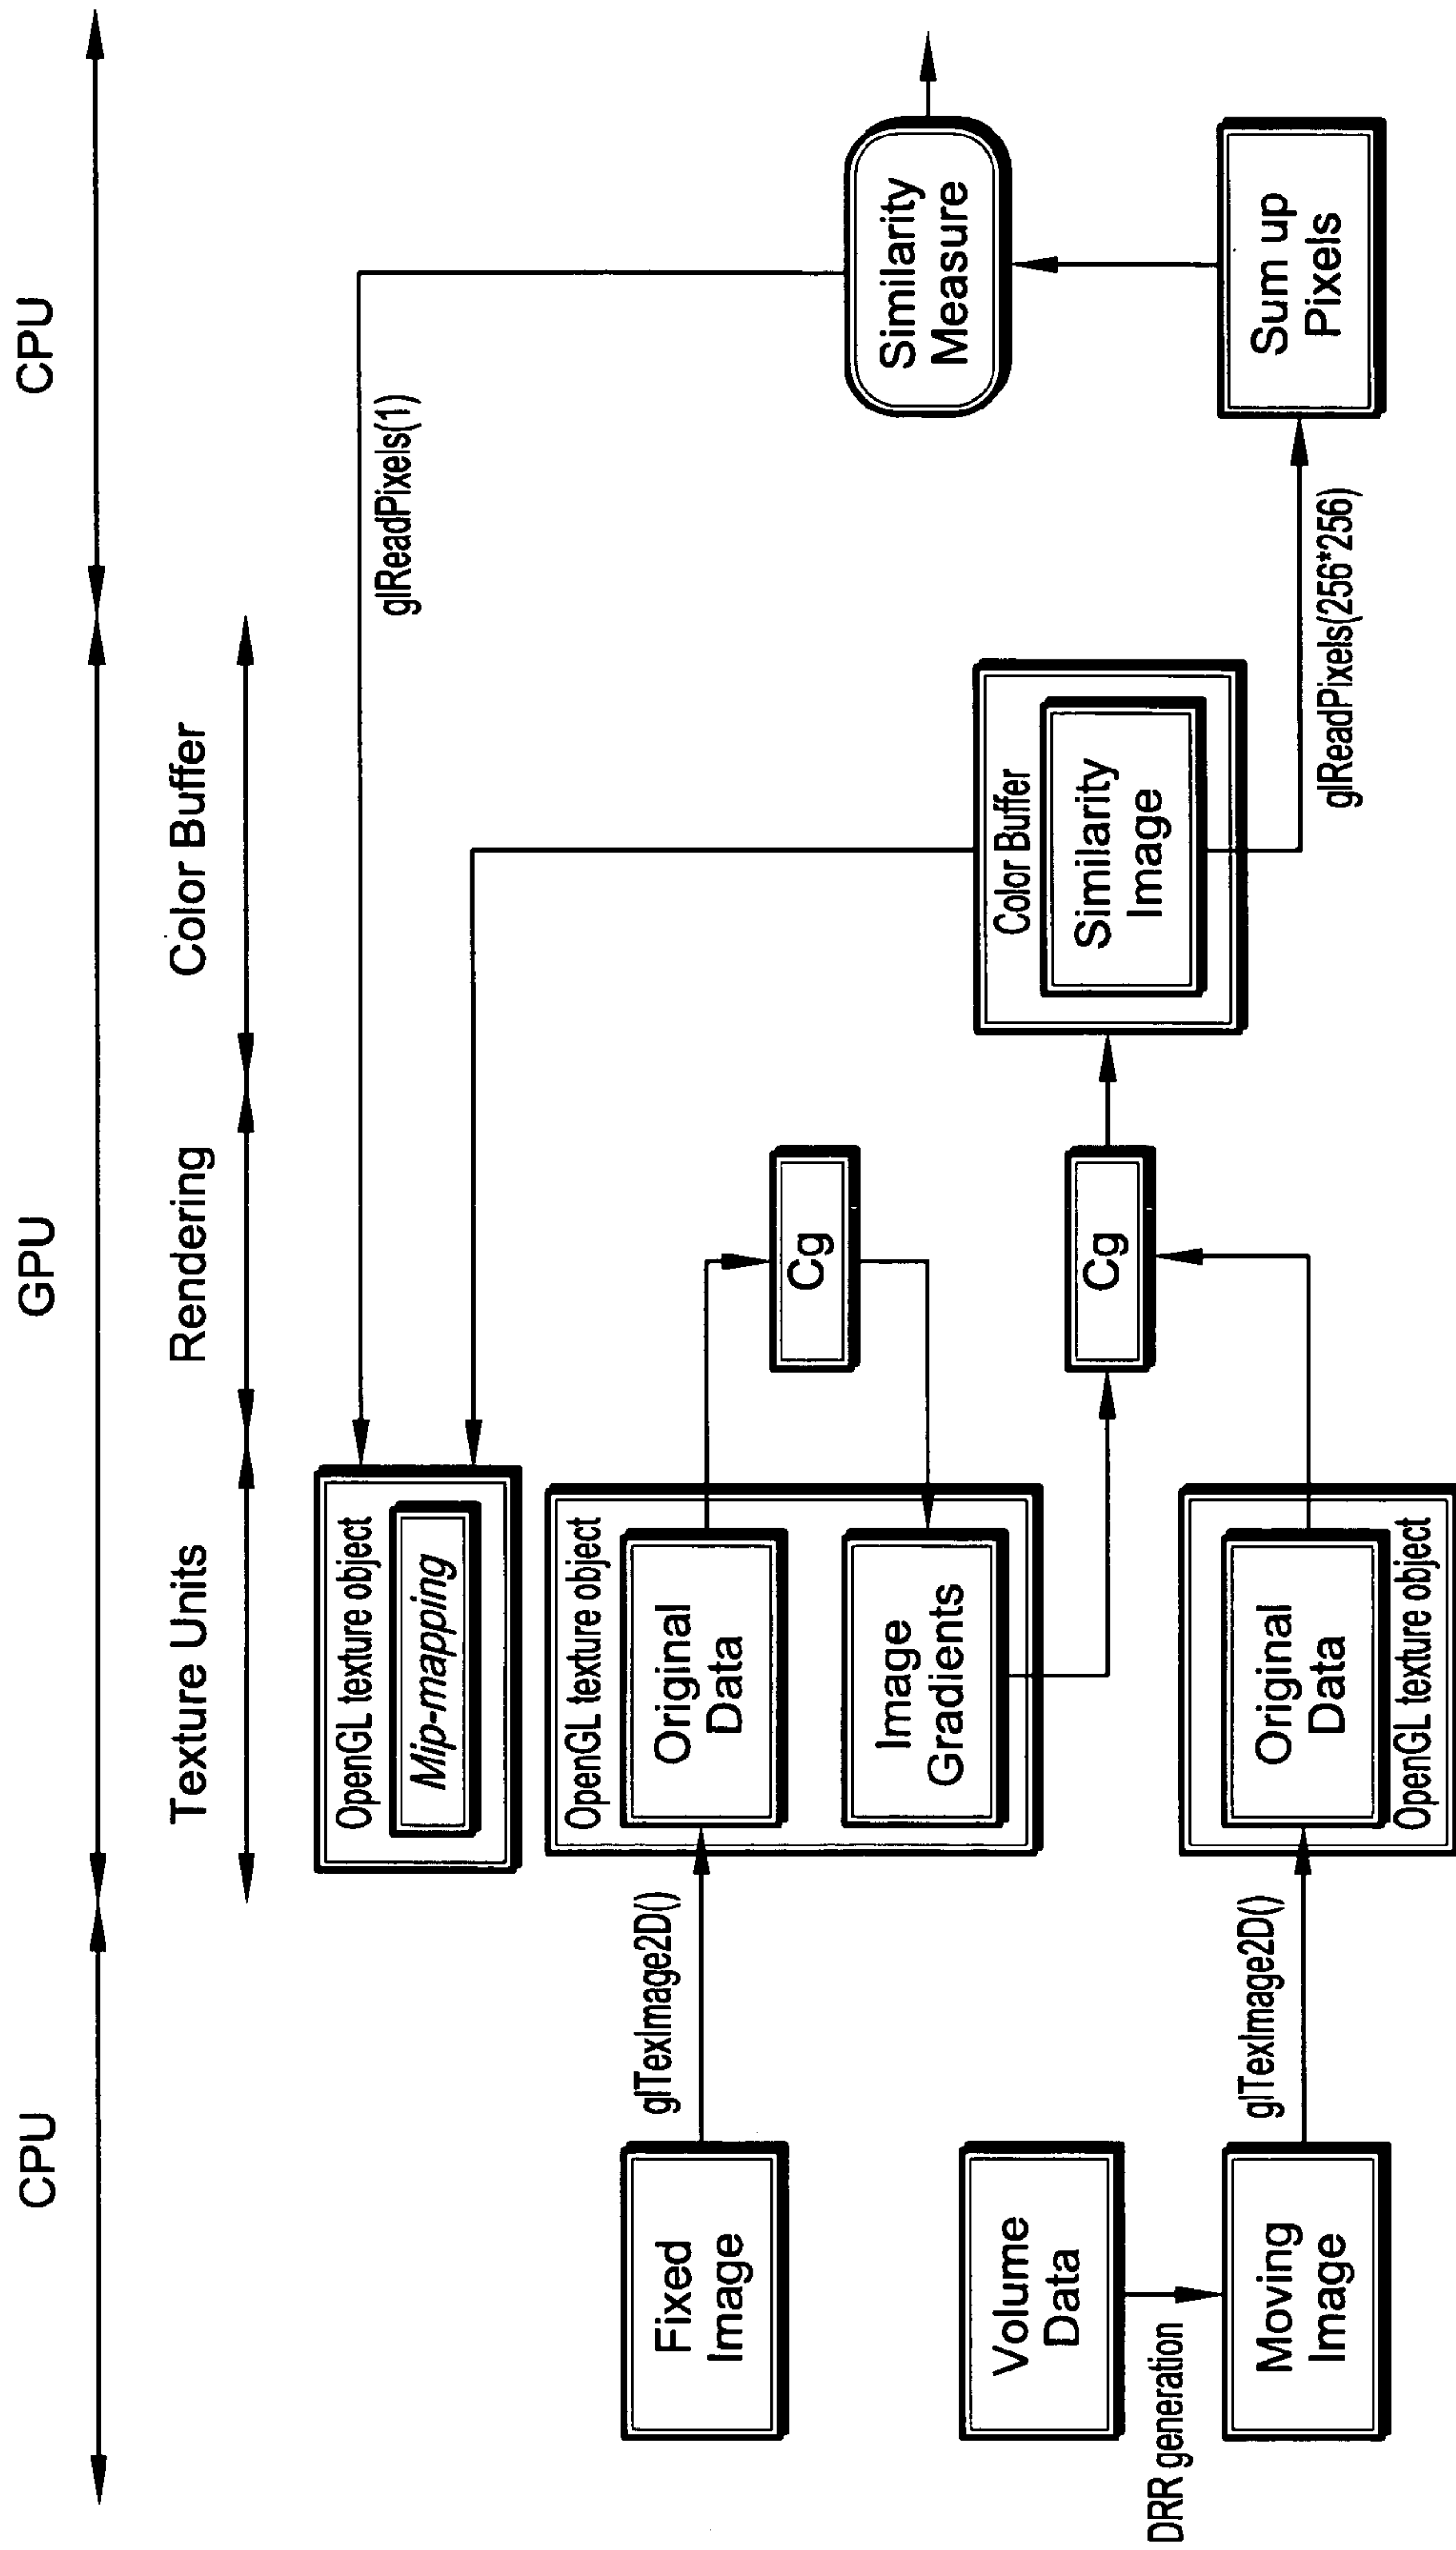 CPU
GPU
CPU
Texture Units
Rendering
Color Buffer
OpenGL texture object
Mip-mapping
glReadPixels(1)
Fixed
Image
glTexImage2D()
OpenGL texture object
Original
Data
Image
Gradients
Cg
Volume
Data
DRR generation
Moving
Image
glTexImage2D()
Original
Data
OpenGL texture object
Cg
Color Buffer
Similarity
Image
glReadPixels(256*256)
Sum up
Pixels
Similarity
Measure